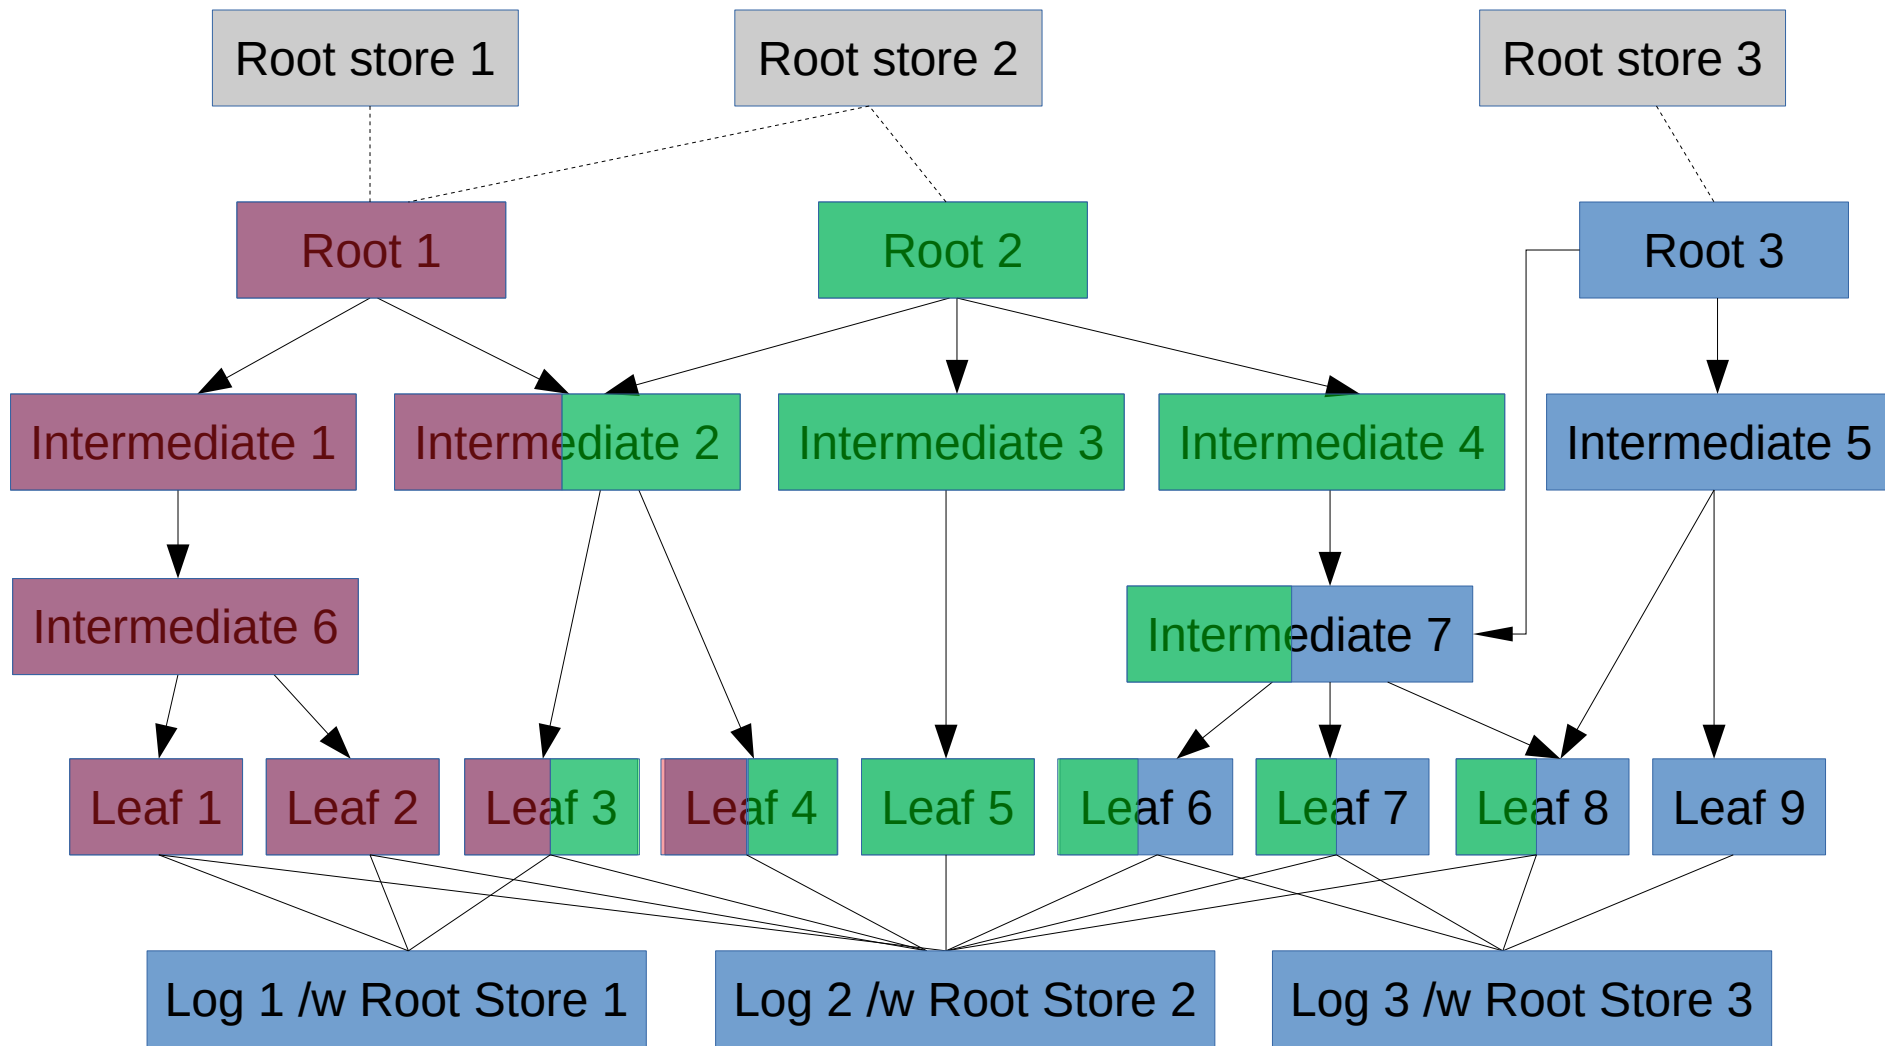 Root store 1
Root store 2
Root store 3
Root 1
Root 2
Root 3
Intermediate 1
Intermediate 2
Intermediate 3
Intermediate 4
Intermediate 5
Intermediate 6
Intermediate 7
Leaf 1
Leaf 2
Leaf 3
Leaf 4
Leaf 5
Leaf 6
Leaf 7
Leaf 8
Leaf 9
Log 1 /w Root Store 1
Log 2 /w Root Store 2
Log 3 /w Root Store 3